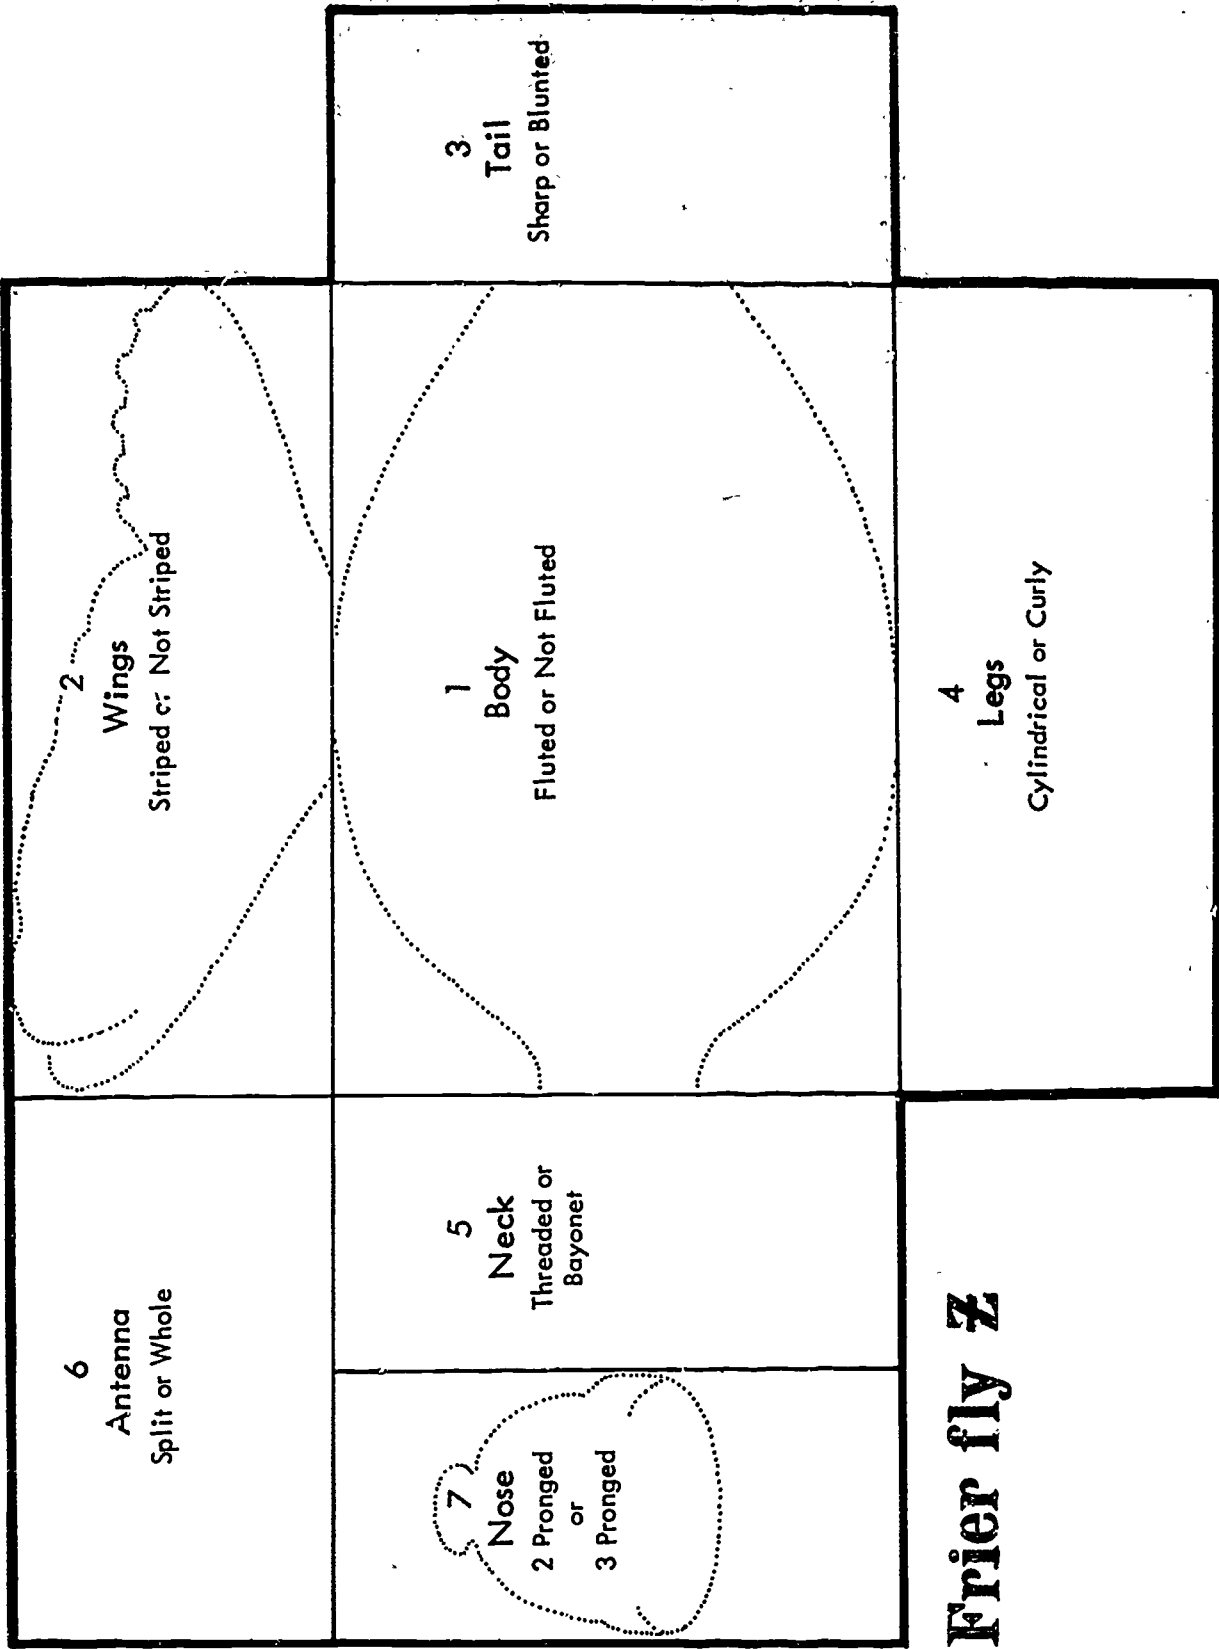 6
Antenna
Split or Whole
2
Wings
Striped or Not Striped
7
Nose
2 Pronged
or
3 Pronged
5
Neck
Threaded or
Bayonet
1
Body
Fluted or Not Fluted
3
Tail
Sharp or Blunted
4
Legs
Cylindrical or Curly
Frier fly Z